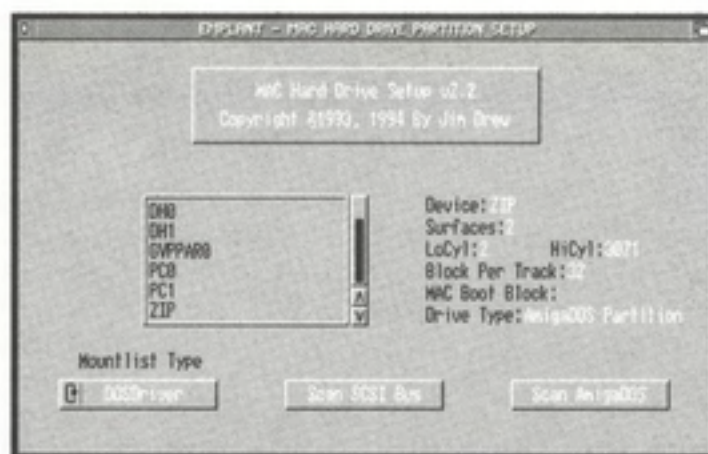 EMPLANT - MAC HARD DRIVE PARTITION SETUP
MAC Hard Drive Setup v2.2
Copyright ©1993, 1994 By Jim Drew
DH0
DH1
GVPPAR0
PC0
PC1
ZIP
Device:ZIP
Surfaces:2
LoCyl:2 HiCyl:3071
Block Per Track:32
MAC Boot Block:
Drive Type:AmigaDOS Partition
Mountlist Type
DOSDriver
Scan SCSI Bus
Scan AmigaDOS